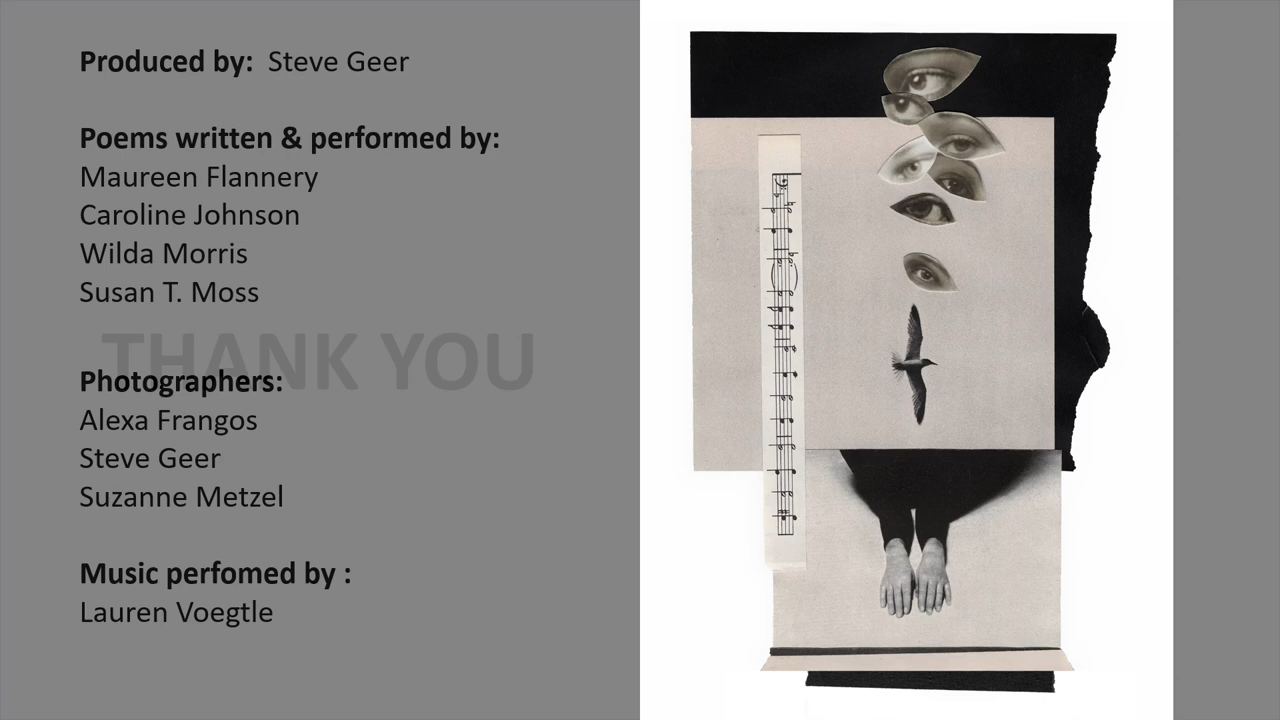 Produced by: Steve Geer
Poems written & performed by:
Maureen Flannery
Caroline Johnson
Wilda Morris
Susan T. Moss
THANK YOU
Photographers:
Alexa Frangos
Steve Geer
Suzanne Metzel
Music perfomed by :
Lauren Voegtle